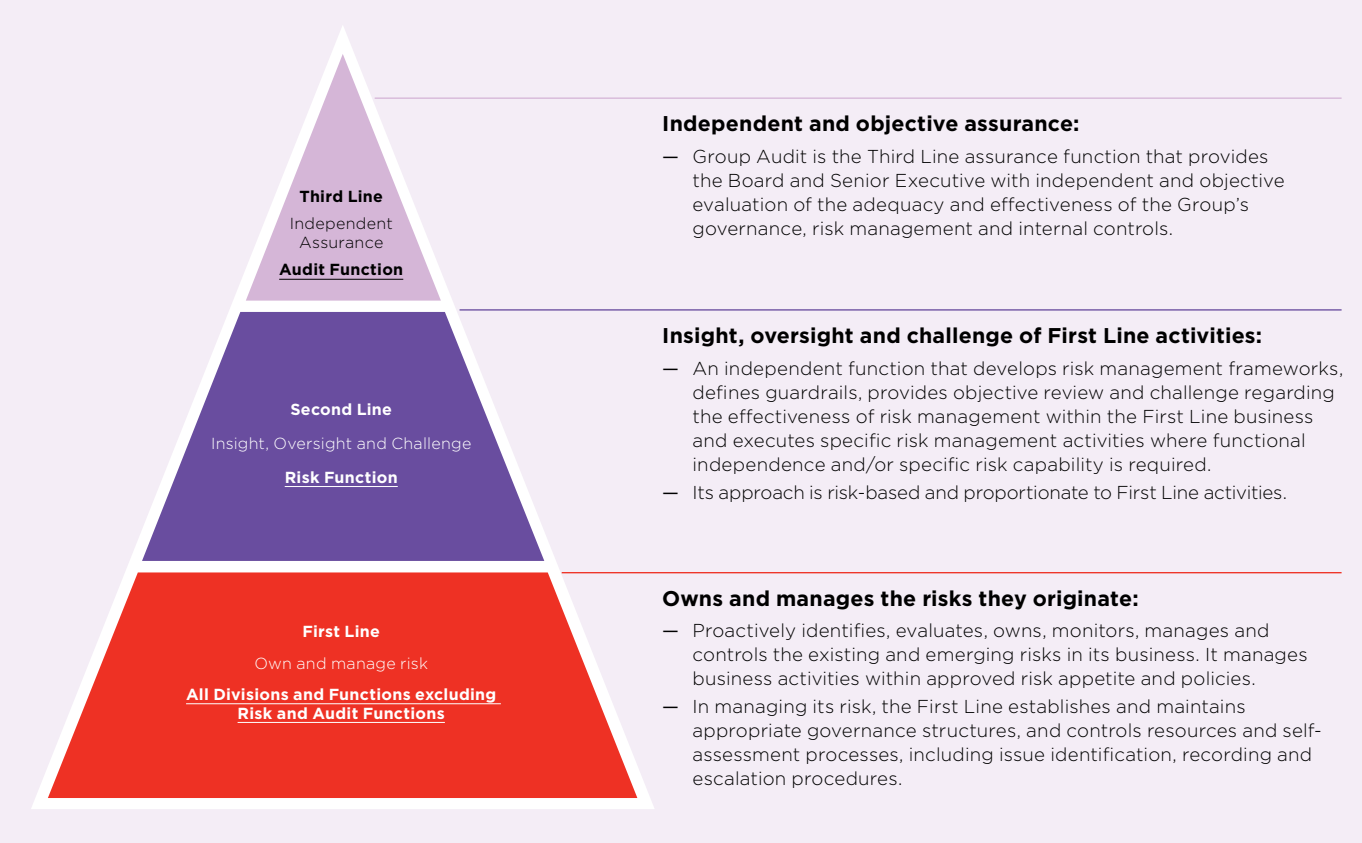 Third Line
Independent
Assurance
Audit Function
Independent and objective assurance:
— Group Audit is the Third Line assurance function that provides
the Board and Senior Executive with independent and objective
evaluation of the adequacy and effectiveness of the Group’s
governance, risk management and internal controls.
Second Line
Insight, Oversight and Challenge
Risk Function
Insight, oversight and challenge of First Line activities:
— An independent function that develops risk management frameworks,
defines guardrails, provides objective review and challenge regarding
the effectiveness of risk management within the First Line business
and executes specific risk management activities where functional
independence and/or specific risk capability is required.
— Its approach is risk-based and proportionate to First Line activities.
First Line
Own and manage risk
All Divisions and Functions excluding
Risk and Audit Functions
Owns and manages the risks they originate:
— Proactively identifies, evaluates, owns, monitors, manages and
controls the existing and emerging risks in its business. It manages
business activities within approved risk appetite and policies.
— In managing its risk, the First Line establishes and maintains
appropriate governance structures, and controls resources and self-
assessment processes, including issue identification, recording and
escalation procedures.